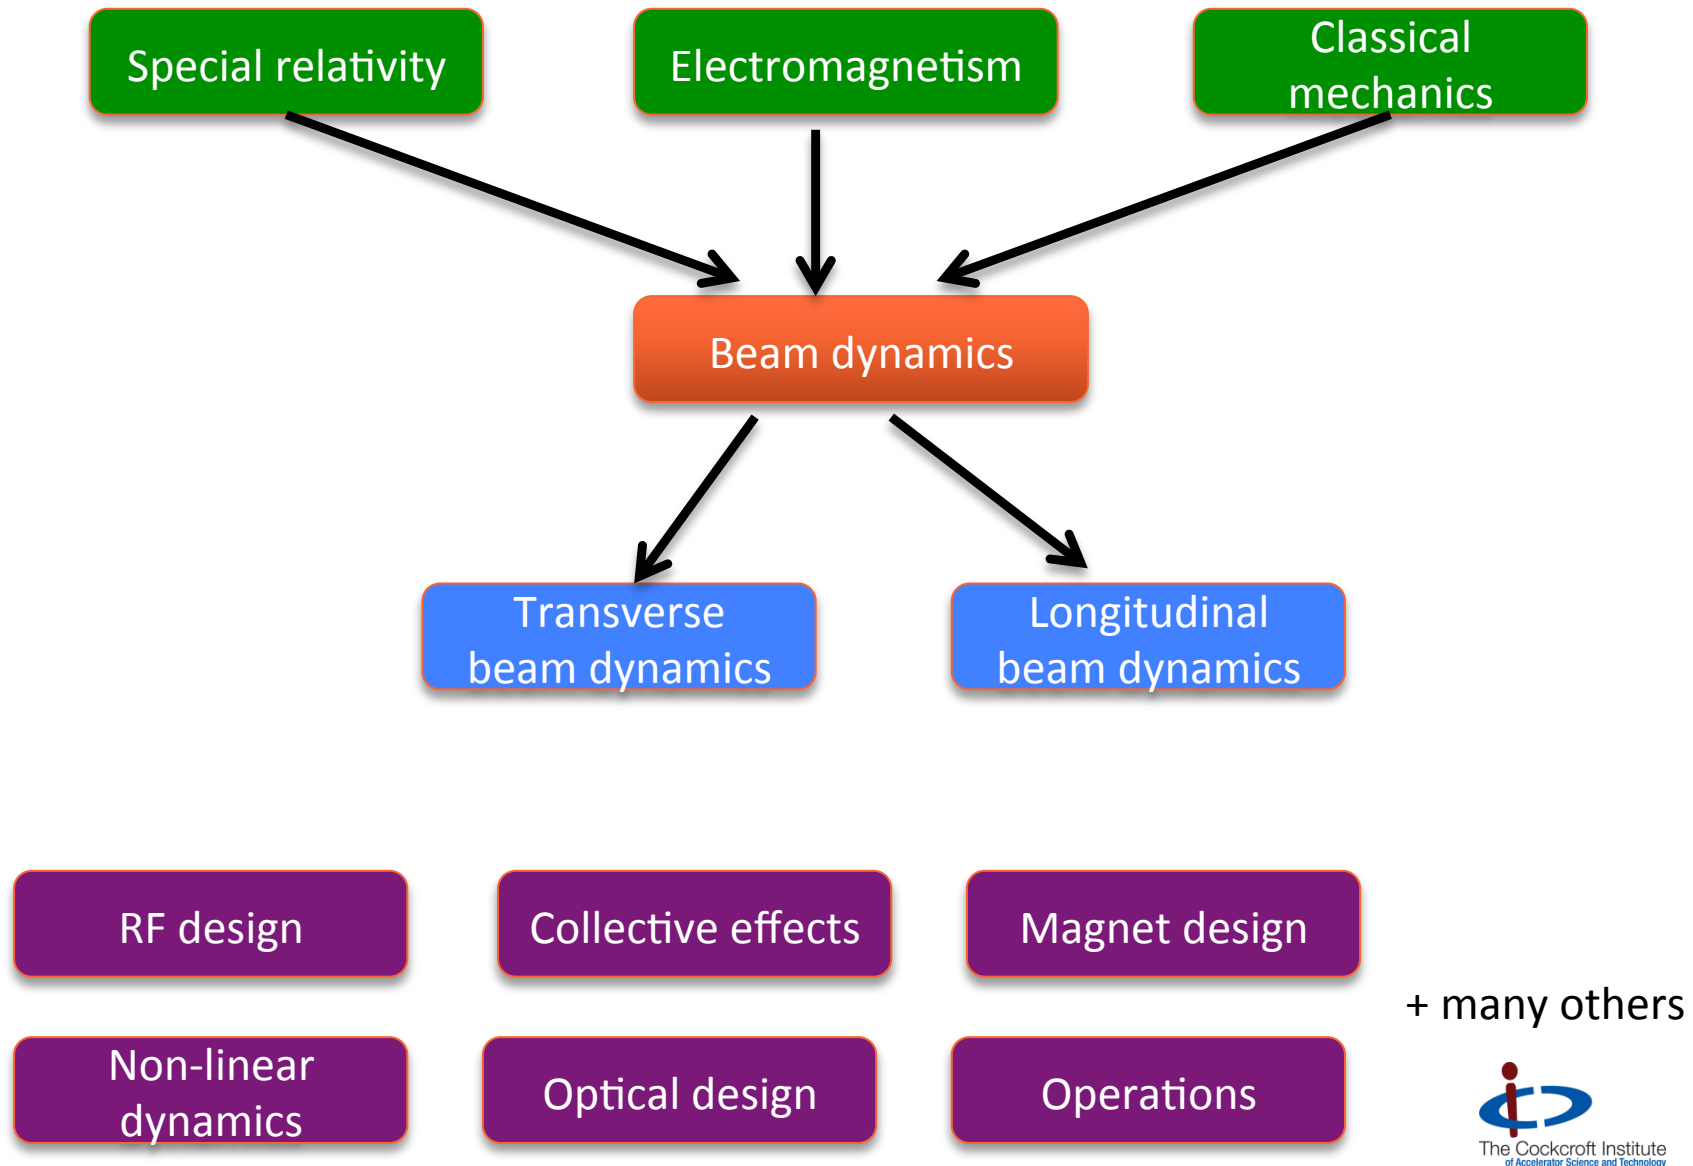 Special relativity
Electromagnetism
Classical
mechanics
Beam dynamics
Transverse
beam dynamics
Longitudinal
beam dynamics
RF design
Collective effects
Magnet design
+ many others
Non-linear
dynamics
Optical design
Operations
The Cockcroft Institute
of Accelerator Science and Technology